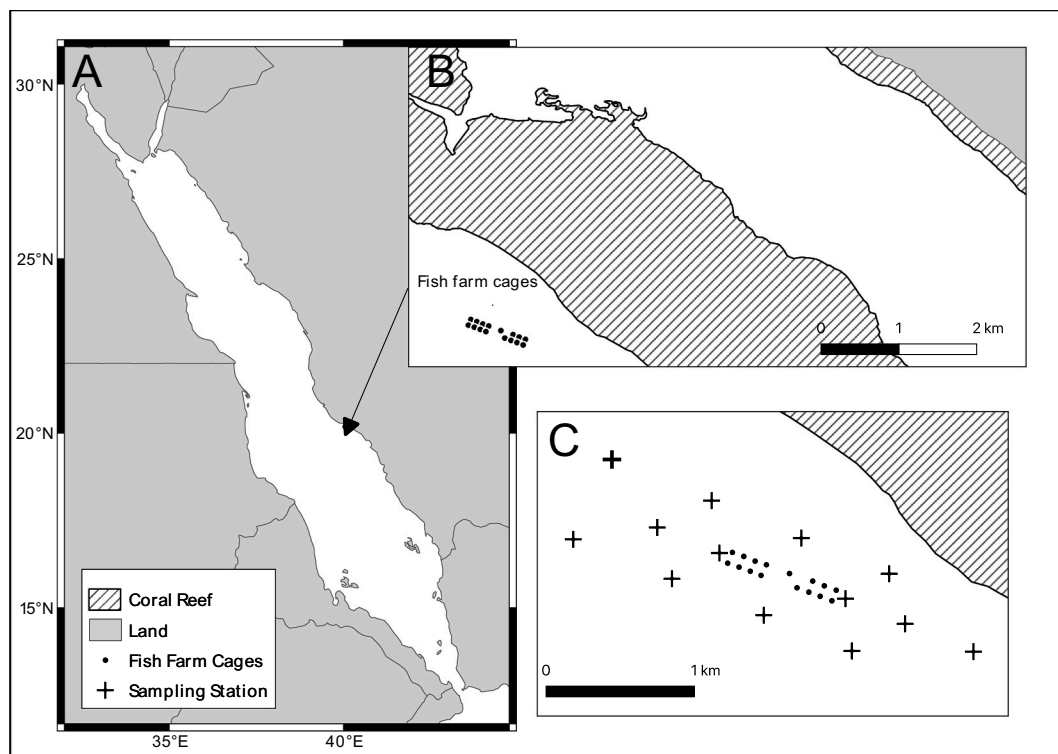 A
B
30°N
25°N
20°N
15°N
35°E
40°E
Coral Reef
Land
Fish Farm Cages
Sampling Station
Fish farm cages
0 1 2 km
C
0 1 km